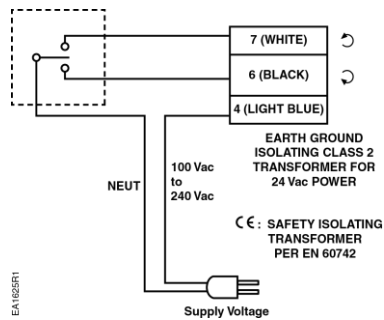 7 (WHITE)
6 (BLACK)
4 (LIGHT BLUE)
EARTH GROUND
ISOLATING CLASS 2
TRANSFORMER FOR
24 Vac POWER
100 Vac
to
240 Vac
NEUT
CE: SAFETY ISOLATING
TRANSFORMER
PER EN 60742
EA1625R1
Supply Voltage